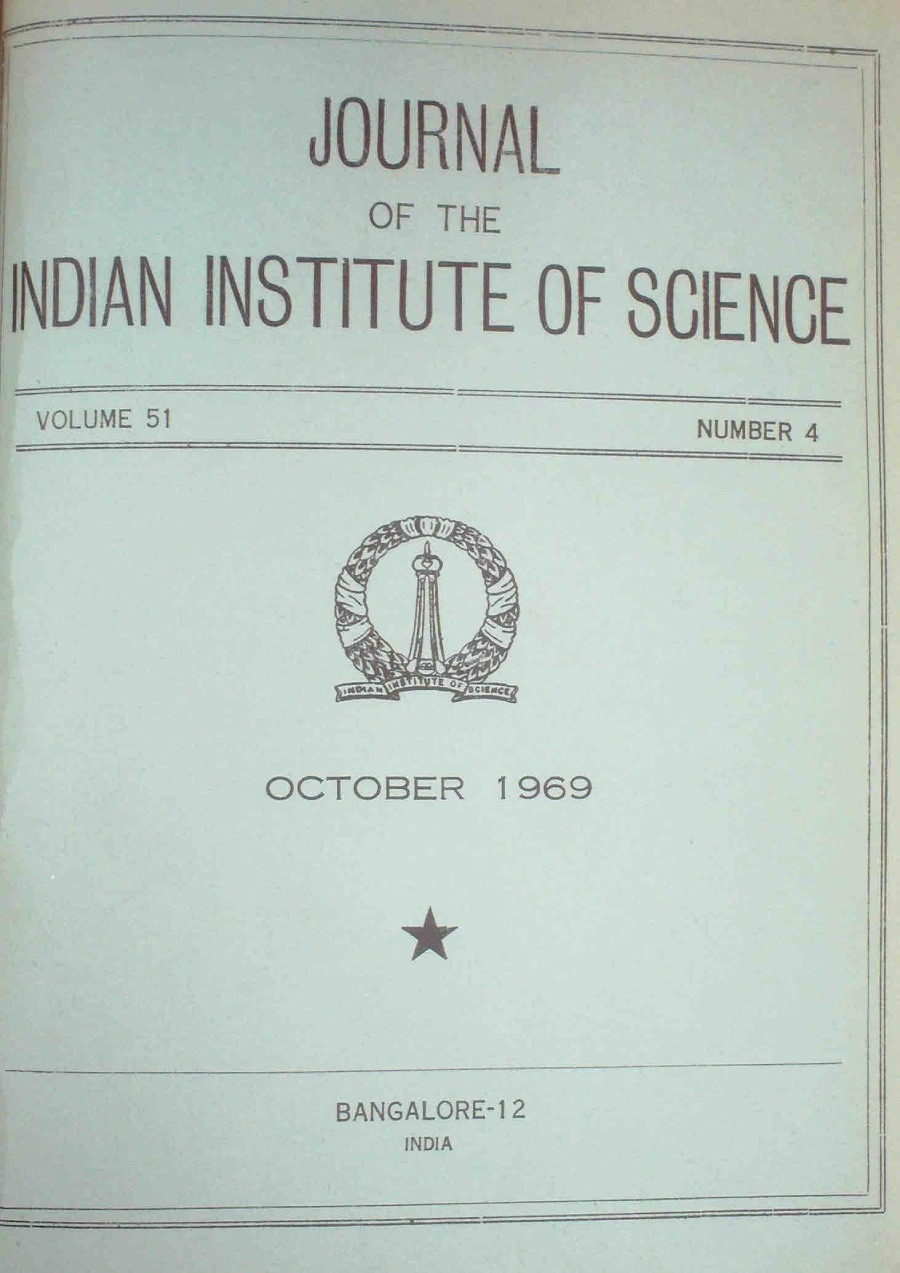 JOURNAL
OF THE
INDIAN INSTITUTE OF SCIENCE
VOLUME 51
NUMBER 4
INDIAN INSTITUTE OF SCIENCE
OCTOBER 1969
BANGALORE-12
INDIA